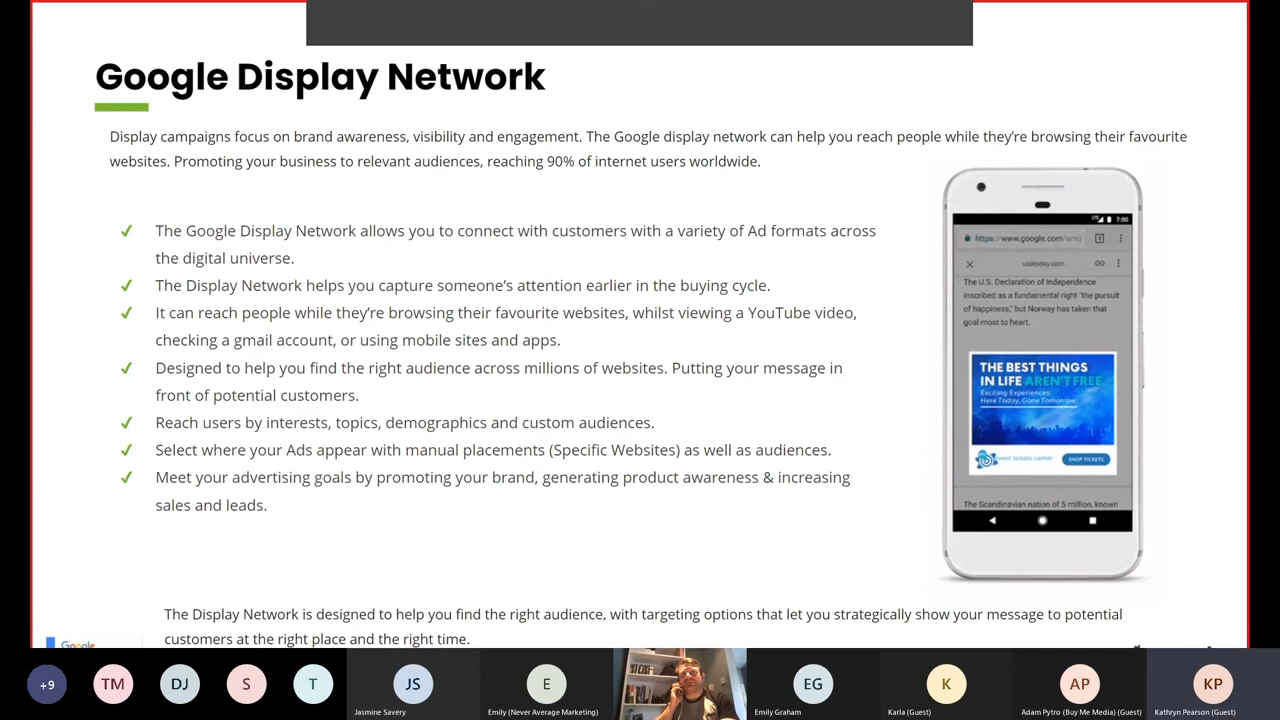 Google Display Network
Display campaigns focus on brand awareness, visibility and engagement. The Google display network can help you reach people while they're browsing their favourite
websites. Promoting your business to relevant audiences, reaching 90% of internet users worldwide.
✓ The Google Display Network allows you to connect with customers with a variety of Ad formats across
the digital universe.
✓ The Display Network helps you capture someone's attention earlier in the buying cycle.
✓ It can reach people while they're browsing their favourite websites, whilst viewing a YouTube video,
checking a gmail account, or using mobile sites and apps.
✓ Designed to help you find the right audience across millions of websites. Putting your message in
front of potential customers.
✓ Reach users by interests, topics, demographics and custom audiences.
✓ Select where your Ads appear with manual placements (Specific Websites) as well as audiences.
✓ Meet your advertising goals by promoting your brand, generating product awareness & increasing
sales and leads.
7:00
https://www.google.com/amp
usatoday.com
The U.S. Declaration of Independence
inscribed as a fundamental right "the pursuit
of happiness," but Norway has taken that
goal most to heart.
THE BEST THINGS
IN LIFE AREN'T FREE
Exciting Experiences:
Here Today, Gone Tomorrow.
SHOP TICKETS
The Scandinavian nation of 5 million, known
The Display Network is designed to help you find the right audience, with targeting options that let you strategically show your message to potential
customers at the right place and the right time.
Google
+9
TM
DJ
S
T
JS
Jasmine Savery
E
Emily (Never Average Marketing)
EG
Emily Graham
K
Karla (Guest)
AP
Adam Pytro (Buy Me Media) (Guest)
KP
Kathryn Pearson (Guest)